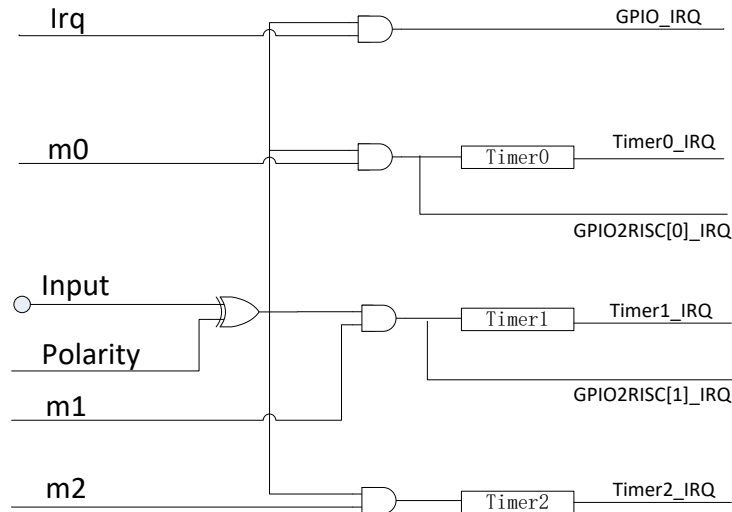 Irq
GPIO_IRQ
m0
Timer0
Timer0_IRQ
GPIO2RISC[0]_IRQ
Input
Timer1
Timer1_IRQ
Polarity
m1
GPIO2RISC[1]_IRQ
m2
Timer2
Timer2_IRQ